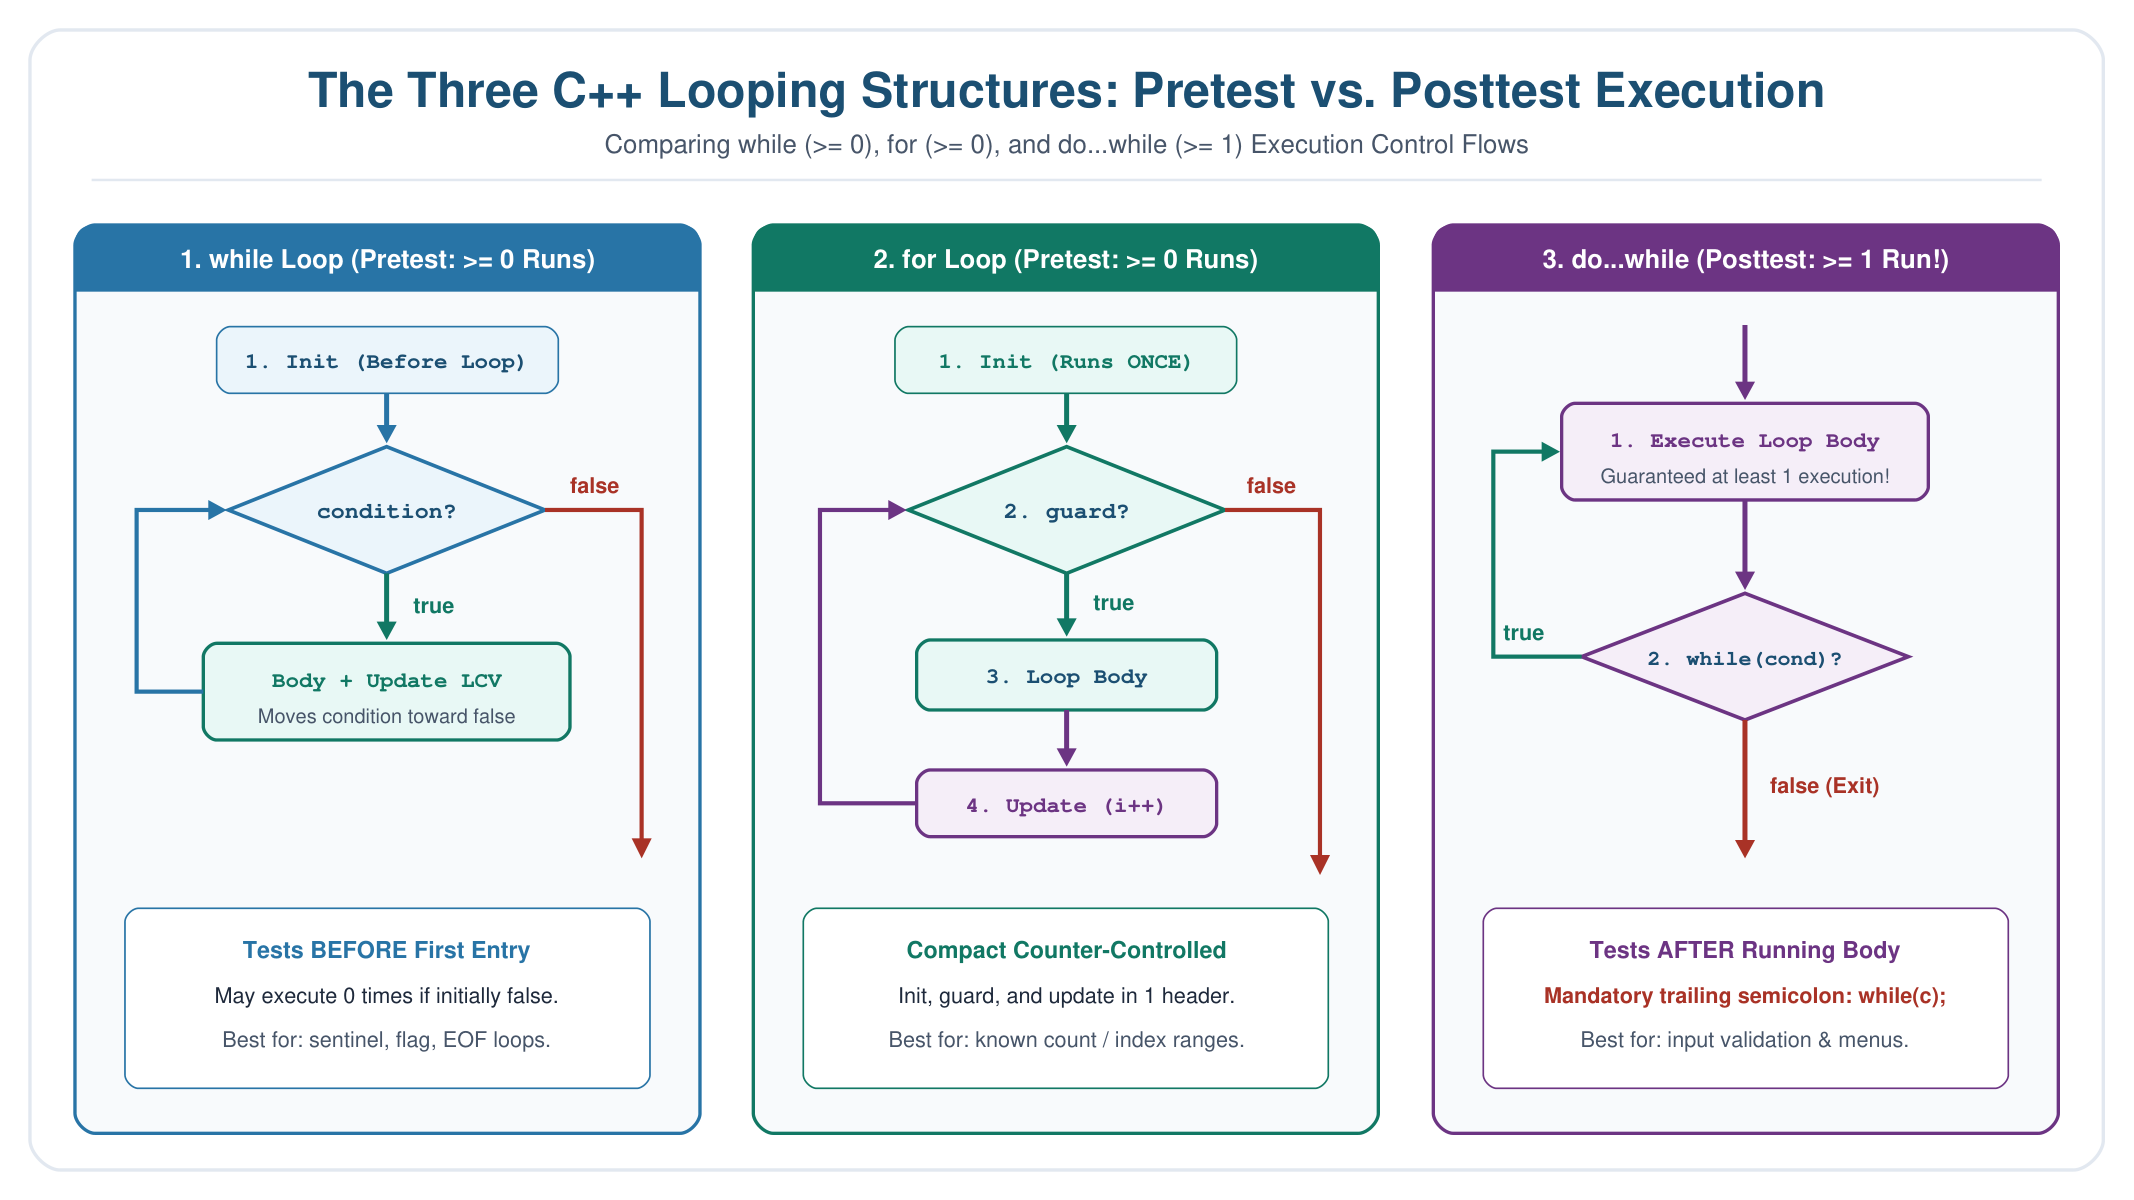 The Three C++ Looping Structures: Pretest vs. Posttest Execution
Comparing while (>= 0), for (>= 0), and do...while (>= 1) Execution Control Flows
1. while Loop (Pretest: >= 0 Runs)
1. Init (Before Loop)
condition?
false
true
Body + Update LCV
Moves condition toward false
Tests BEFORE First Entry
May execute 0 times if initially false.
Best for: sentinel, flag, EOF loops.
2. for Loop (Pretest: >= 0 Runs)
1. Init (Runs ONCE)
2. guard?
false
true
3. Loop Body
4. Update (i++)
Compact Counter-Controlled
Init, guard, and update in 1 header.
Best for: known count / index ranges.
3. do...while (Posttest: >= 1 Run!)
1. Execute Loop Body
Guaranteed at least 1 execution!
true
2. while(cond)?
false (Exit)
Tests AFTER Running Body
Mandatory trailing semicolon: while(c);
Best for: input validation & menus.